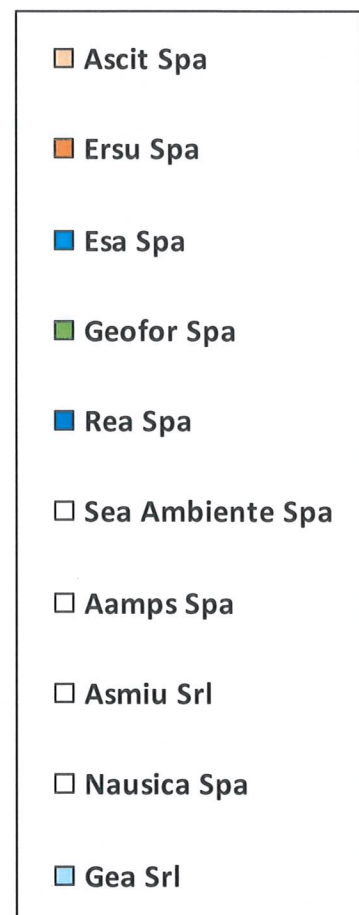 Ascit Spa
Ersu Spa
Esa Spa
Geofor Spa
Rea Spa
Sea Ambiente Spa
Aamps Spa
Asmiu Srl
Nausica Spa
Gea Srl